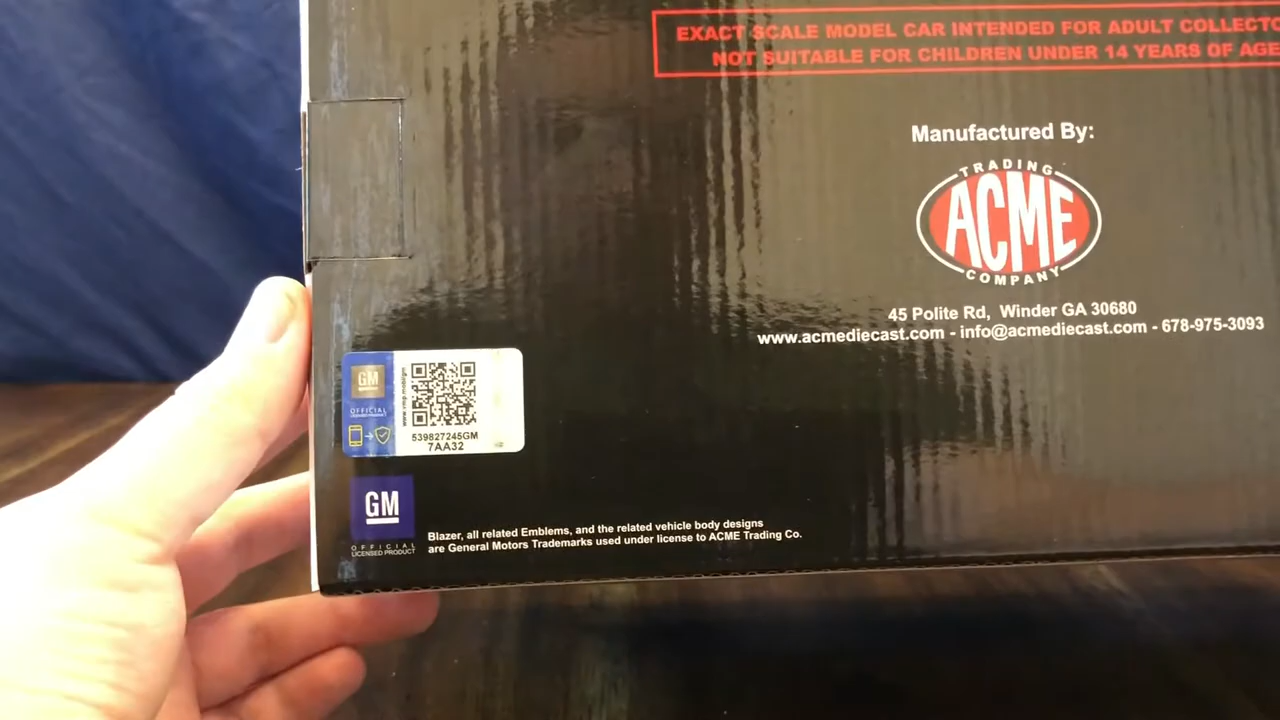 EXACT SCALE MODEL CAR INTENDED FOR ADULT
NOT SUITABLE FOR CHILDREN UNDER 14 YEARS OF AGE
Manufactured By:
TRADING
ACME
COMPANY
45 Polite Rd, Winder GA 30680
www.acmediecast.com - info@acmediecast.com - 678-975-3093
GM
OFFICIAL
LICENSED PRODUCT
539827245GM
7AA32
GM
OFFICIAL
LICENSED PRODUCT
Blazer, all related Emblems, and the related vehicle body designs
are General Motors Trademarks used under license to ACME Trading Co.